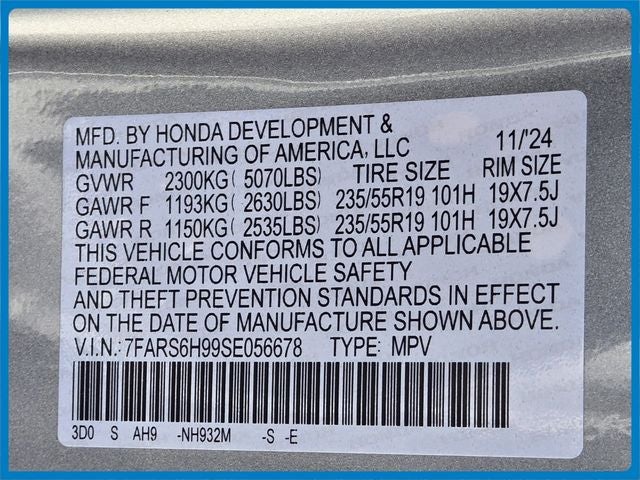 MFD. BY HONDA DEVELOPMENT &
MANUFACTURING OF AMERICA, LLC 11/'24
GVWR 2300KG( 5070LBS) TIRE SIZE RIM SIZE
GAWR F 1193KG( 2630LBS) 235/55R19 101H 19X7.5J
GAWR R 1150KG( 2535LBS) 235/55R19 101H 19X7.5J
THIS VEHICLE CONFORMS TO ALL APPLICABLE
FEDERAL MOTOR VEHICLE SAFETY
AND THEFT PREVENTION STANDARDS IN EFFECT
ON THE DATE OF MANUFACTURE SHOWN ABOVE.
V.I.N.: 7FARS6H99SE056678 TYPE: MPV
3D0 S AH9 -NH932M -S -E